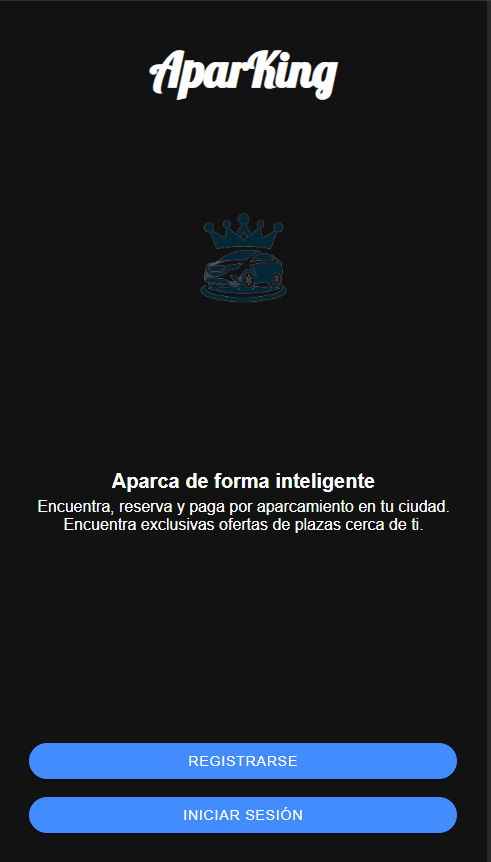 AparKing
Aparca de forma inteligente
Encuentra, reserva y paga por aparcamiento en tu ciudad.
Encuentra exclusivas ofertas de plazas cerca de ti.
REGISTRARSE
INICIAR SESIÓN